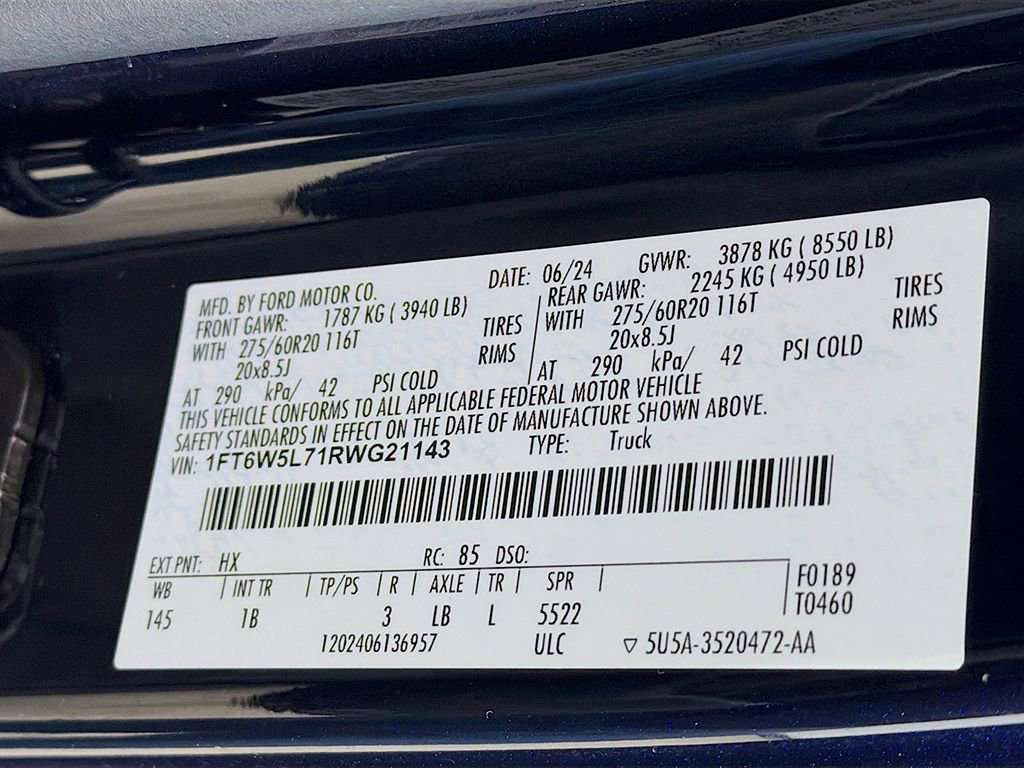 MFD. BY FORD MOTOR CO. DATE: 06/24 GVWR: 3878 KG ( 8550 LB)
FRONT GAWR: 1787 KG ( 3940 LB) REAR GAWR: 2245 KG ( 4950 LB)
WITH 275/60R20 116T TIRES WITH 275/60R20 116T TIRES
20x8.5J RIMS 20x8.5J RIMS
AT 290 kPa/ 42 PSI COLD AT 290 kPa/ 42 PSI COLD
THIS VEHICLE CONFORMS TO ALL APPLICABLE FEDERAL MOTOR VEHICLE
SAFETY STANDARDS IN EFFECT ON THE DATE OF MANUFACTURE SHOWN ABOVE.
VIN: 1FT6W5L71RWG21143 TYPE: Truck
EXT PNT: HX RC: 85 DSO:
WB | INT TR | TP/PS | R | AXLE | TR | SPR | F0189
145 1B 3 LB L 5522 T0460
1202406136957 ULC ▽ 5U5A-3520472-AA